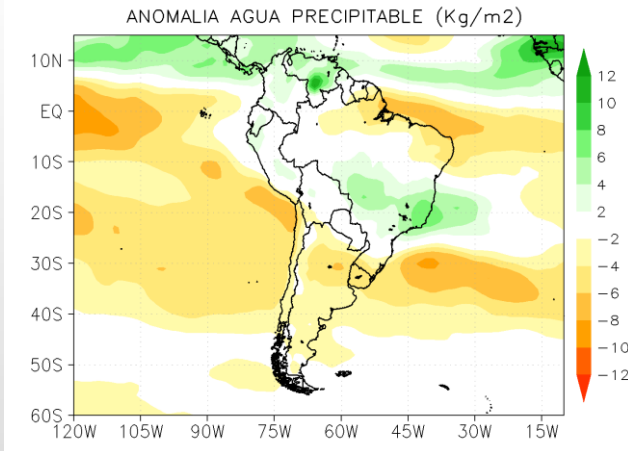 ANOMALIA AGUA PRECIPITABLE (Kg/m2)
10N
EQ
10S
20S
30S
40S
50S
60S
120W 105W 90W 75W 60W 45W 30W 15W
12
10
8
6
4
2
−2
−4
−6
−8
−10
−12